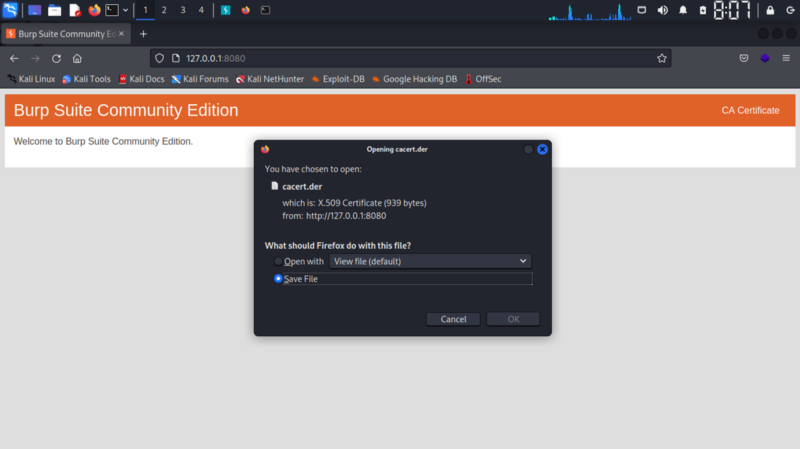 1 2 3 4 8:07
Burp Suite Community Ed
127.0.0.1:8080
Kali Linux Kali Tools Kali Docs Kali Forums Kali NetHunter Exploit-DB Google Hacking DB OffSec
Burp Suite Community Edition CA Certificate
Welcome to Burp Suite Community Edition.
Opening cacert.der
You have chosen to open:
cacert.der
which is: X.509 Certificate (939 bytes)
from: http://127.0.0.1:8080
What should Firefox do with this file?
Open with View file (default)
Save File
Cancel OK